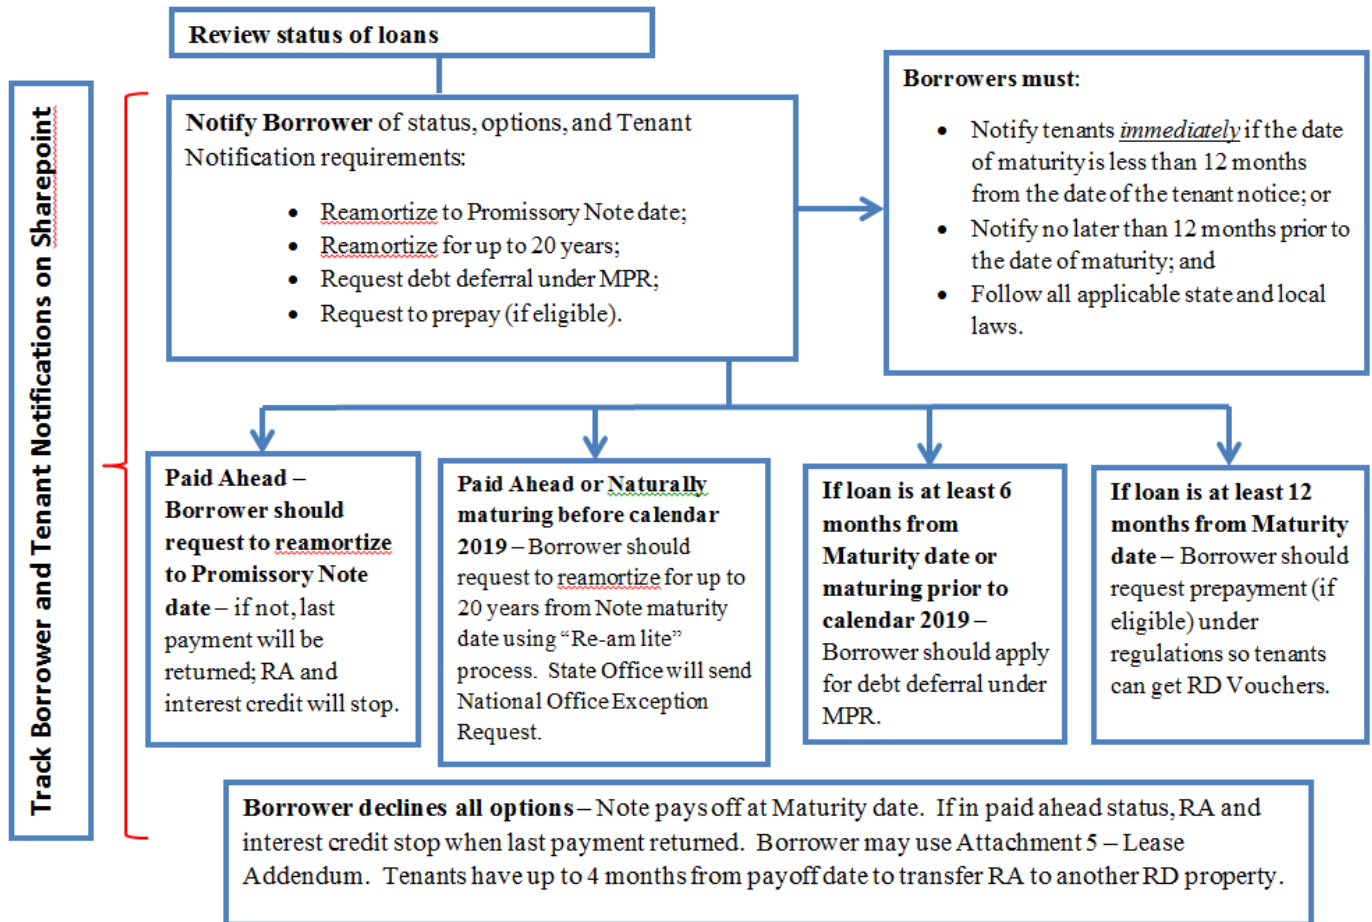 Review status of loans
Track Borrower and Tenant Notifications on Sharepoint
Notify Borrower of status, options, and Tenant
Notification requirements:
• Reamortize to Promissory Note date;
• Reamortize for up to 20 years;
• Request debt deferral under MPR;
• Request to prepay (if eligible).
Borrowers must:
• Notify tenants immediately if the date
of maturity is less than 12 months
from the date of the tenant notice; or
• Notify no later than 12 months prior to
the date of maturity; and
• Follow all applicable state and local
laws.
Paid Ahead –
Borrower should
request to reamortize
to Promissory Note
date – if not, last
payment will be
returned; RA and
interest credit will stop.
Paid Ahead or Naturally
maturing before calendar
2019 – Borrower should
request to reamortize for up to
20 years from Note maturity
date using “Re-am lite”
process.  State Office will send
National Office Exception
Request.
If loan is at least 6
months from
Maturity date or
maturing prior to
calendar 2019 –
Borrower should apply
for debt deferral under
MPR.
If loan is at least 12
months from Maturity
date – Borrower should
request prepayment (if
eligible) under
regulations so tenants
can get RD Vouchers.
Borrower declines all options – Note pays off at Maturity date.  If in paid ahead status, RA and
interest credit stop when last payment returned.  Borrower may use Attachment 5 – Lease
Addendum.  Tenants have up to 4 months from payoff date to transfer RA to another RD property.